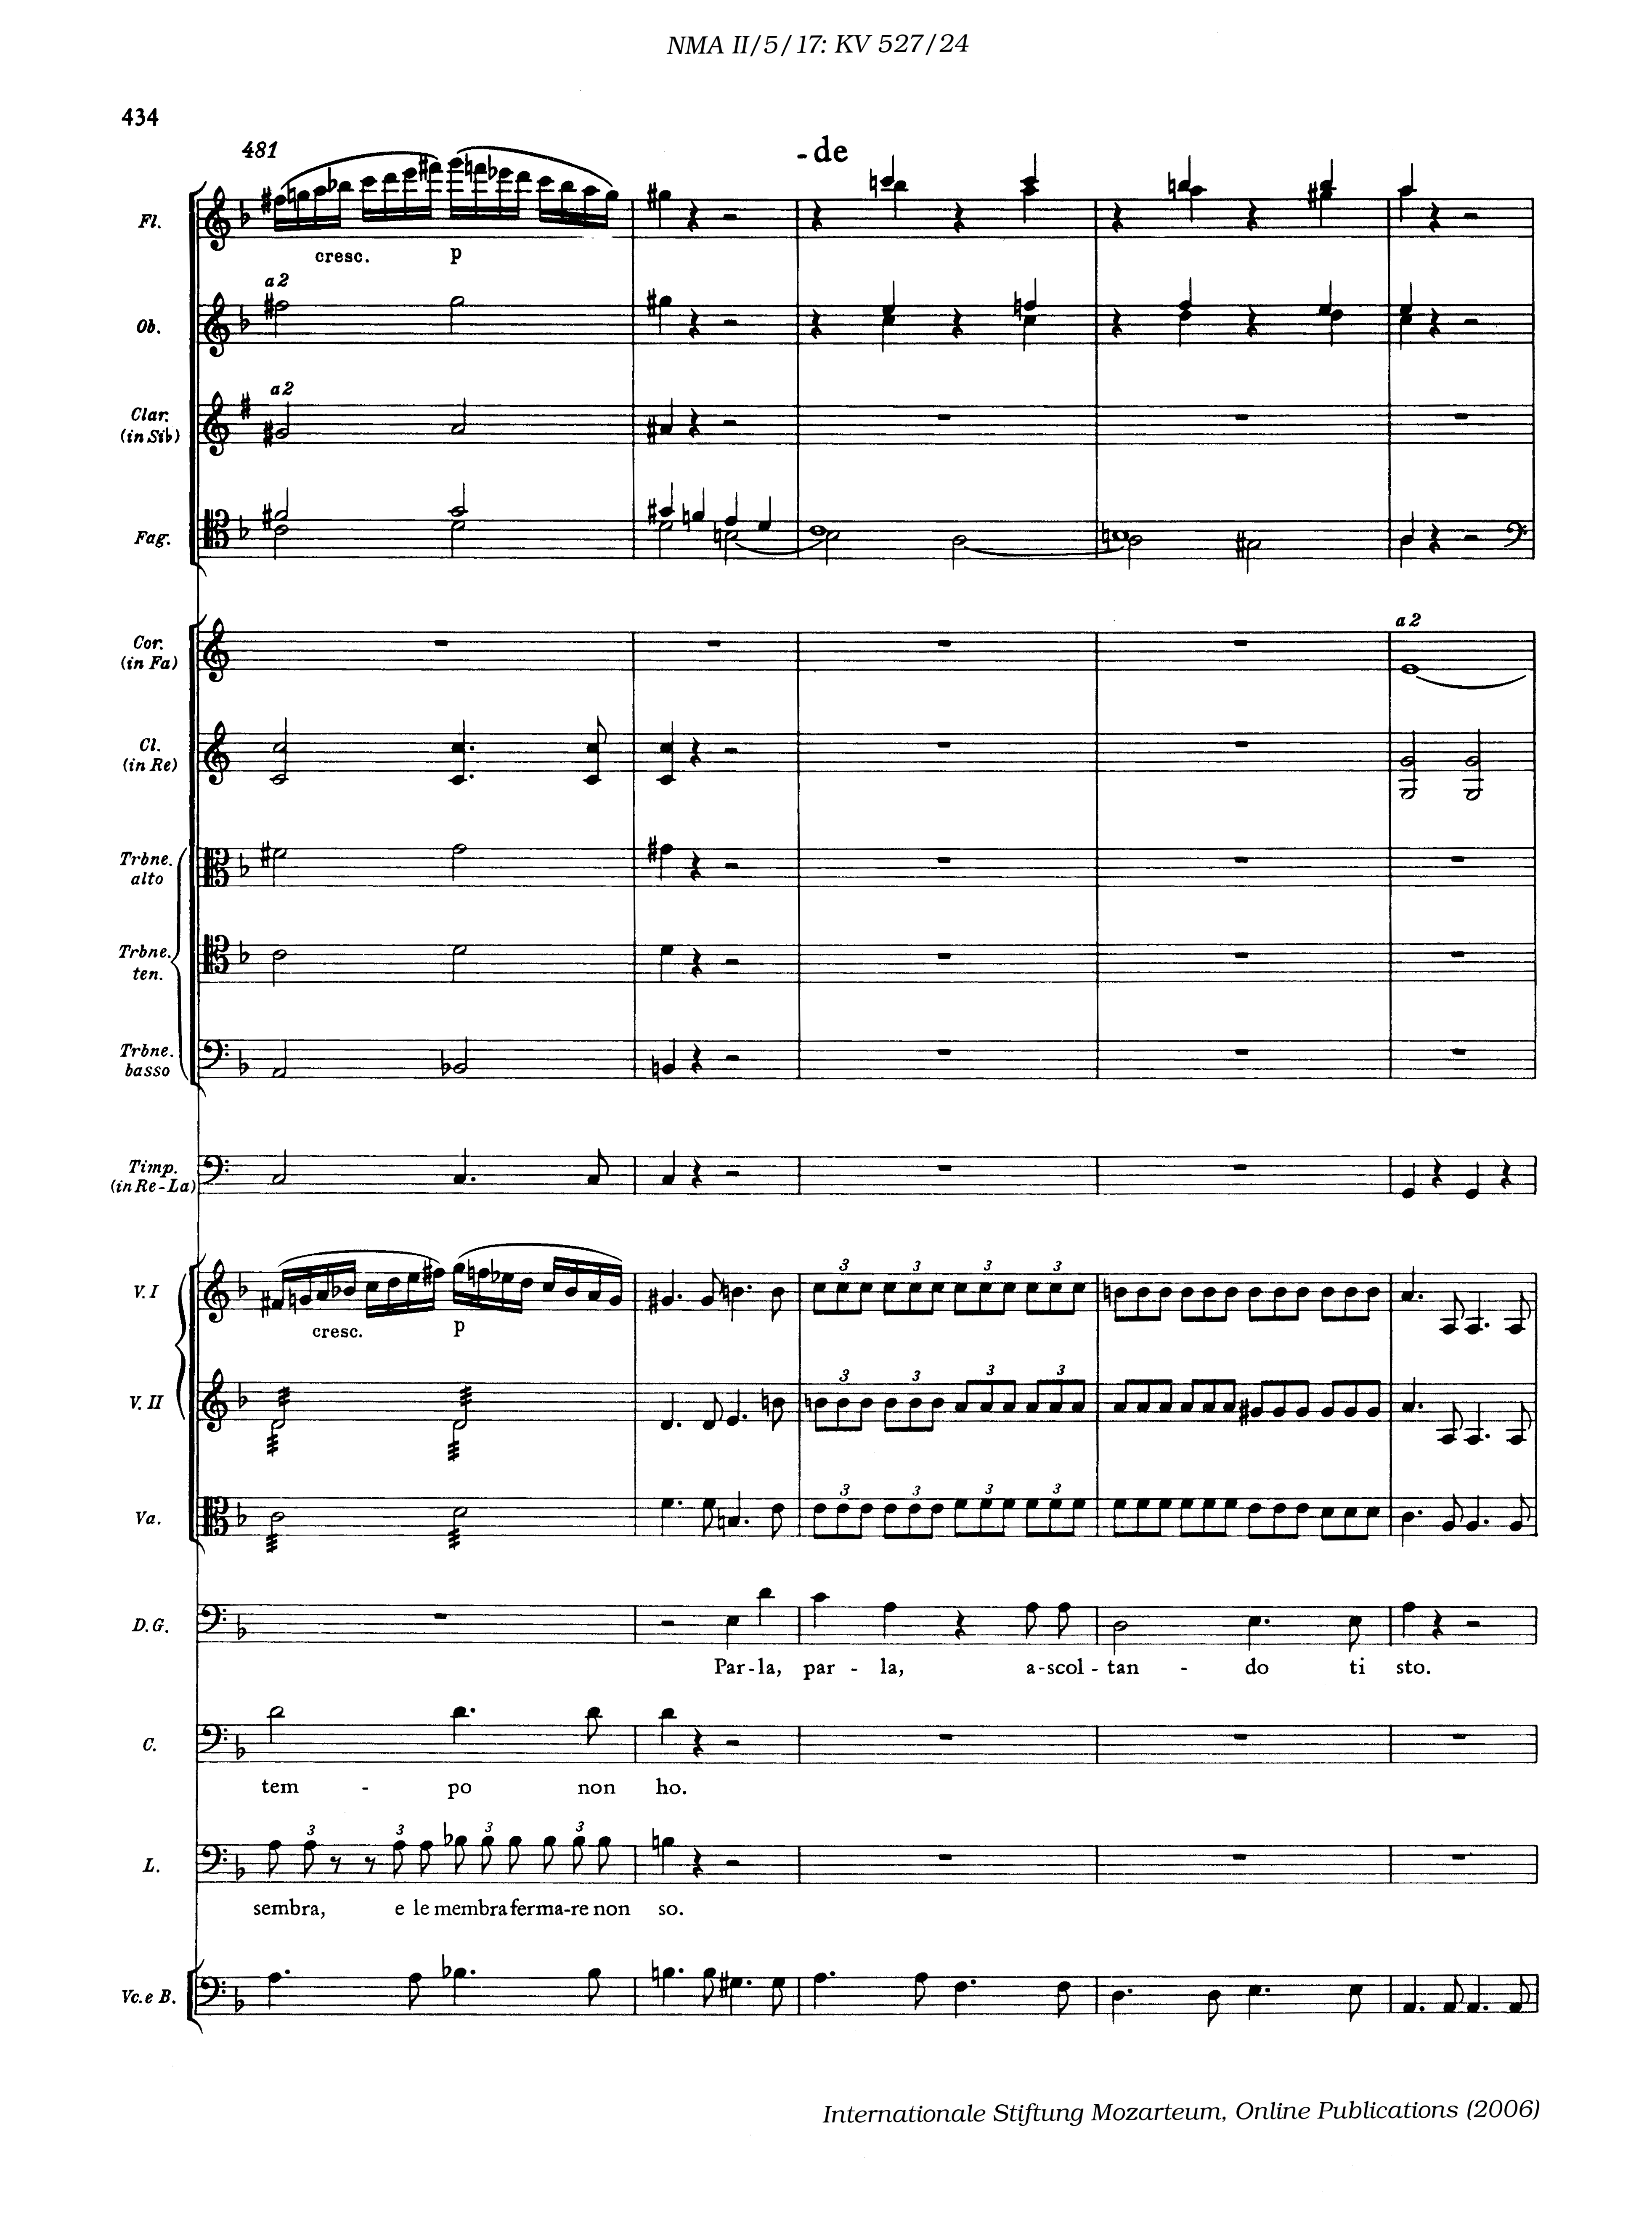 NMA II/5/17: KV 527/24
434
481
- de
Fl.
cresc.
p
a 2
Ob.
a 2
Clar.
(in Sib)
Fag.
a 2
Cor.
(in Fa)
Cl.
(in Re)
Trbne.
alto
Trbne.
ten.
Trbne.
basso
Timp.
(in Re-La)
V. I
cresc.
p
3 3 3 3
V. II
3 3 3 3
Va.
3 3 3 3
D. G.
Par-la, par - la, a-scol-tan - do ti sto.
C.
tem - po non ho.
3 3 3 3
L.
sembra, e le membra ferma-re non so.
Vc. e B.
Internationale Stiftung Mozarteum, Online Publications (2006)